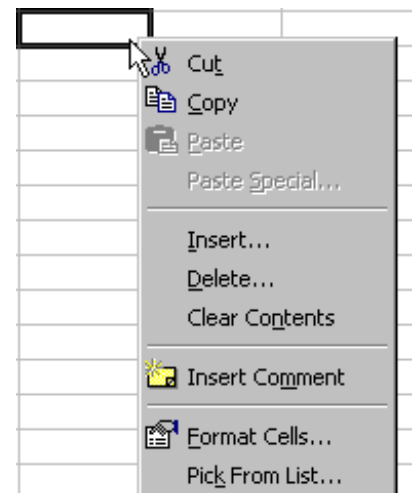 Cut
Copy
Paste
Paste Special...
Insert...
Delete...
Clear Contents
Insert Comment
Format Cells...
Pick From List...